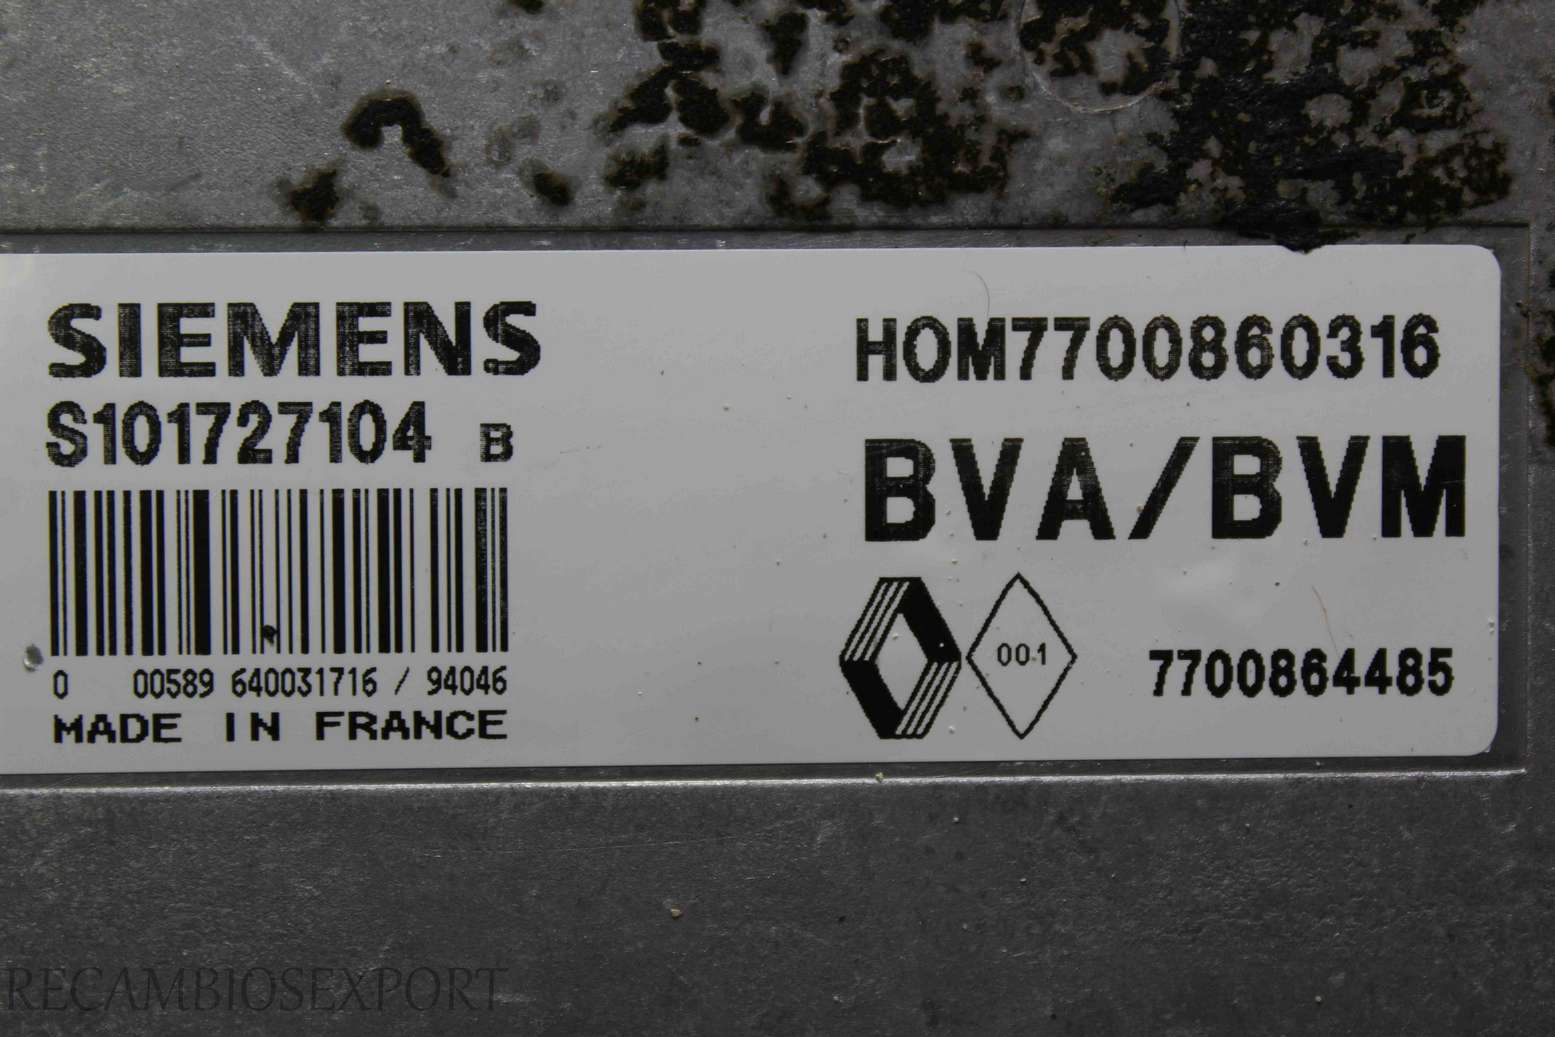 SIEMENS
S101727104 B
0 00589 640031716 / 94046
MADE IN FRANCE
HOM7700860316
BVA/BVM
001
7700864485
RECAMBIOSEXPORT